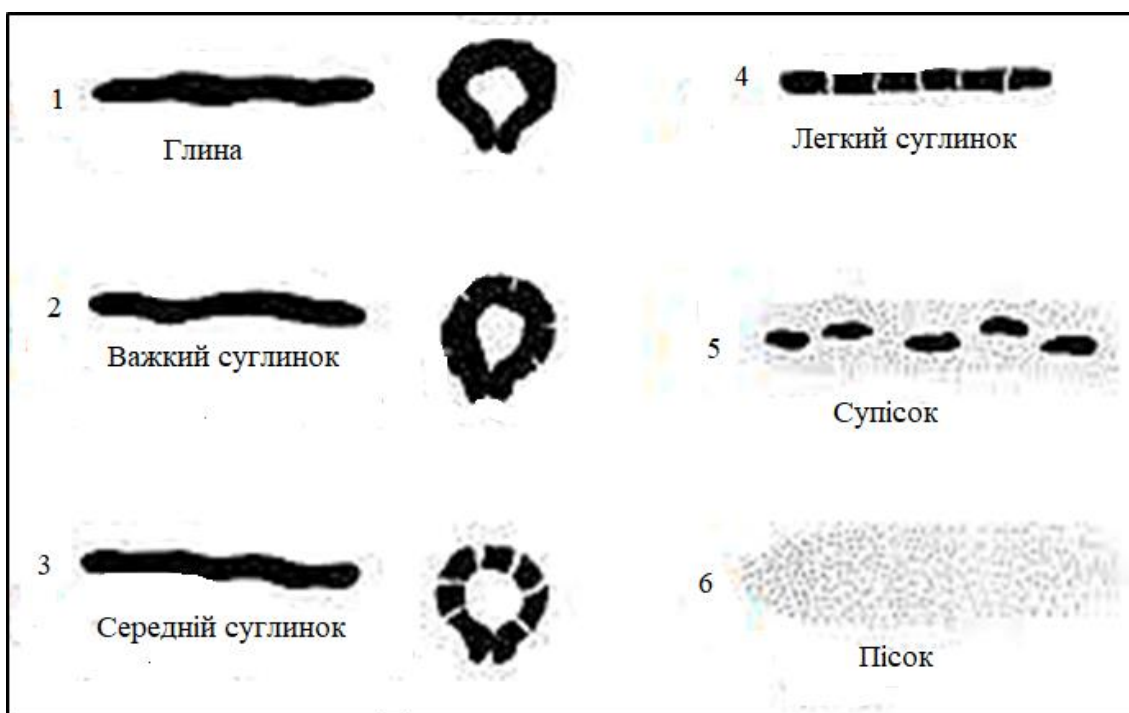 1
Глина
2
Важкий суглинок
3
Середній суглинок
4
Легкий суглинок
5
Супісок
6
Пісок